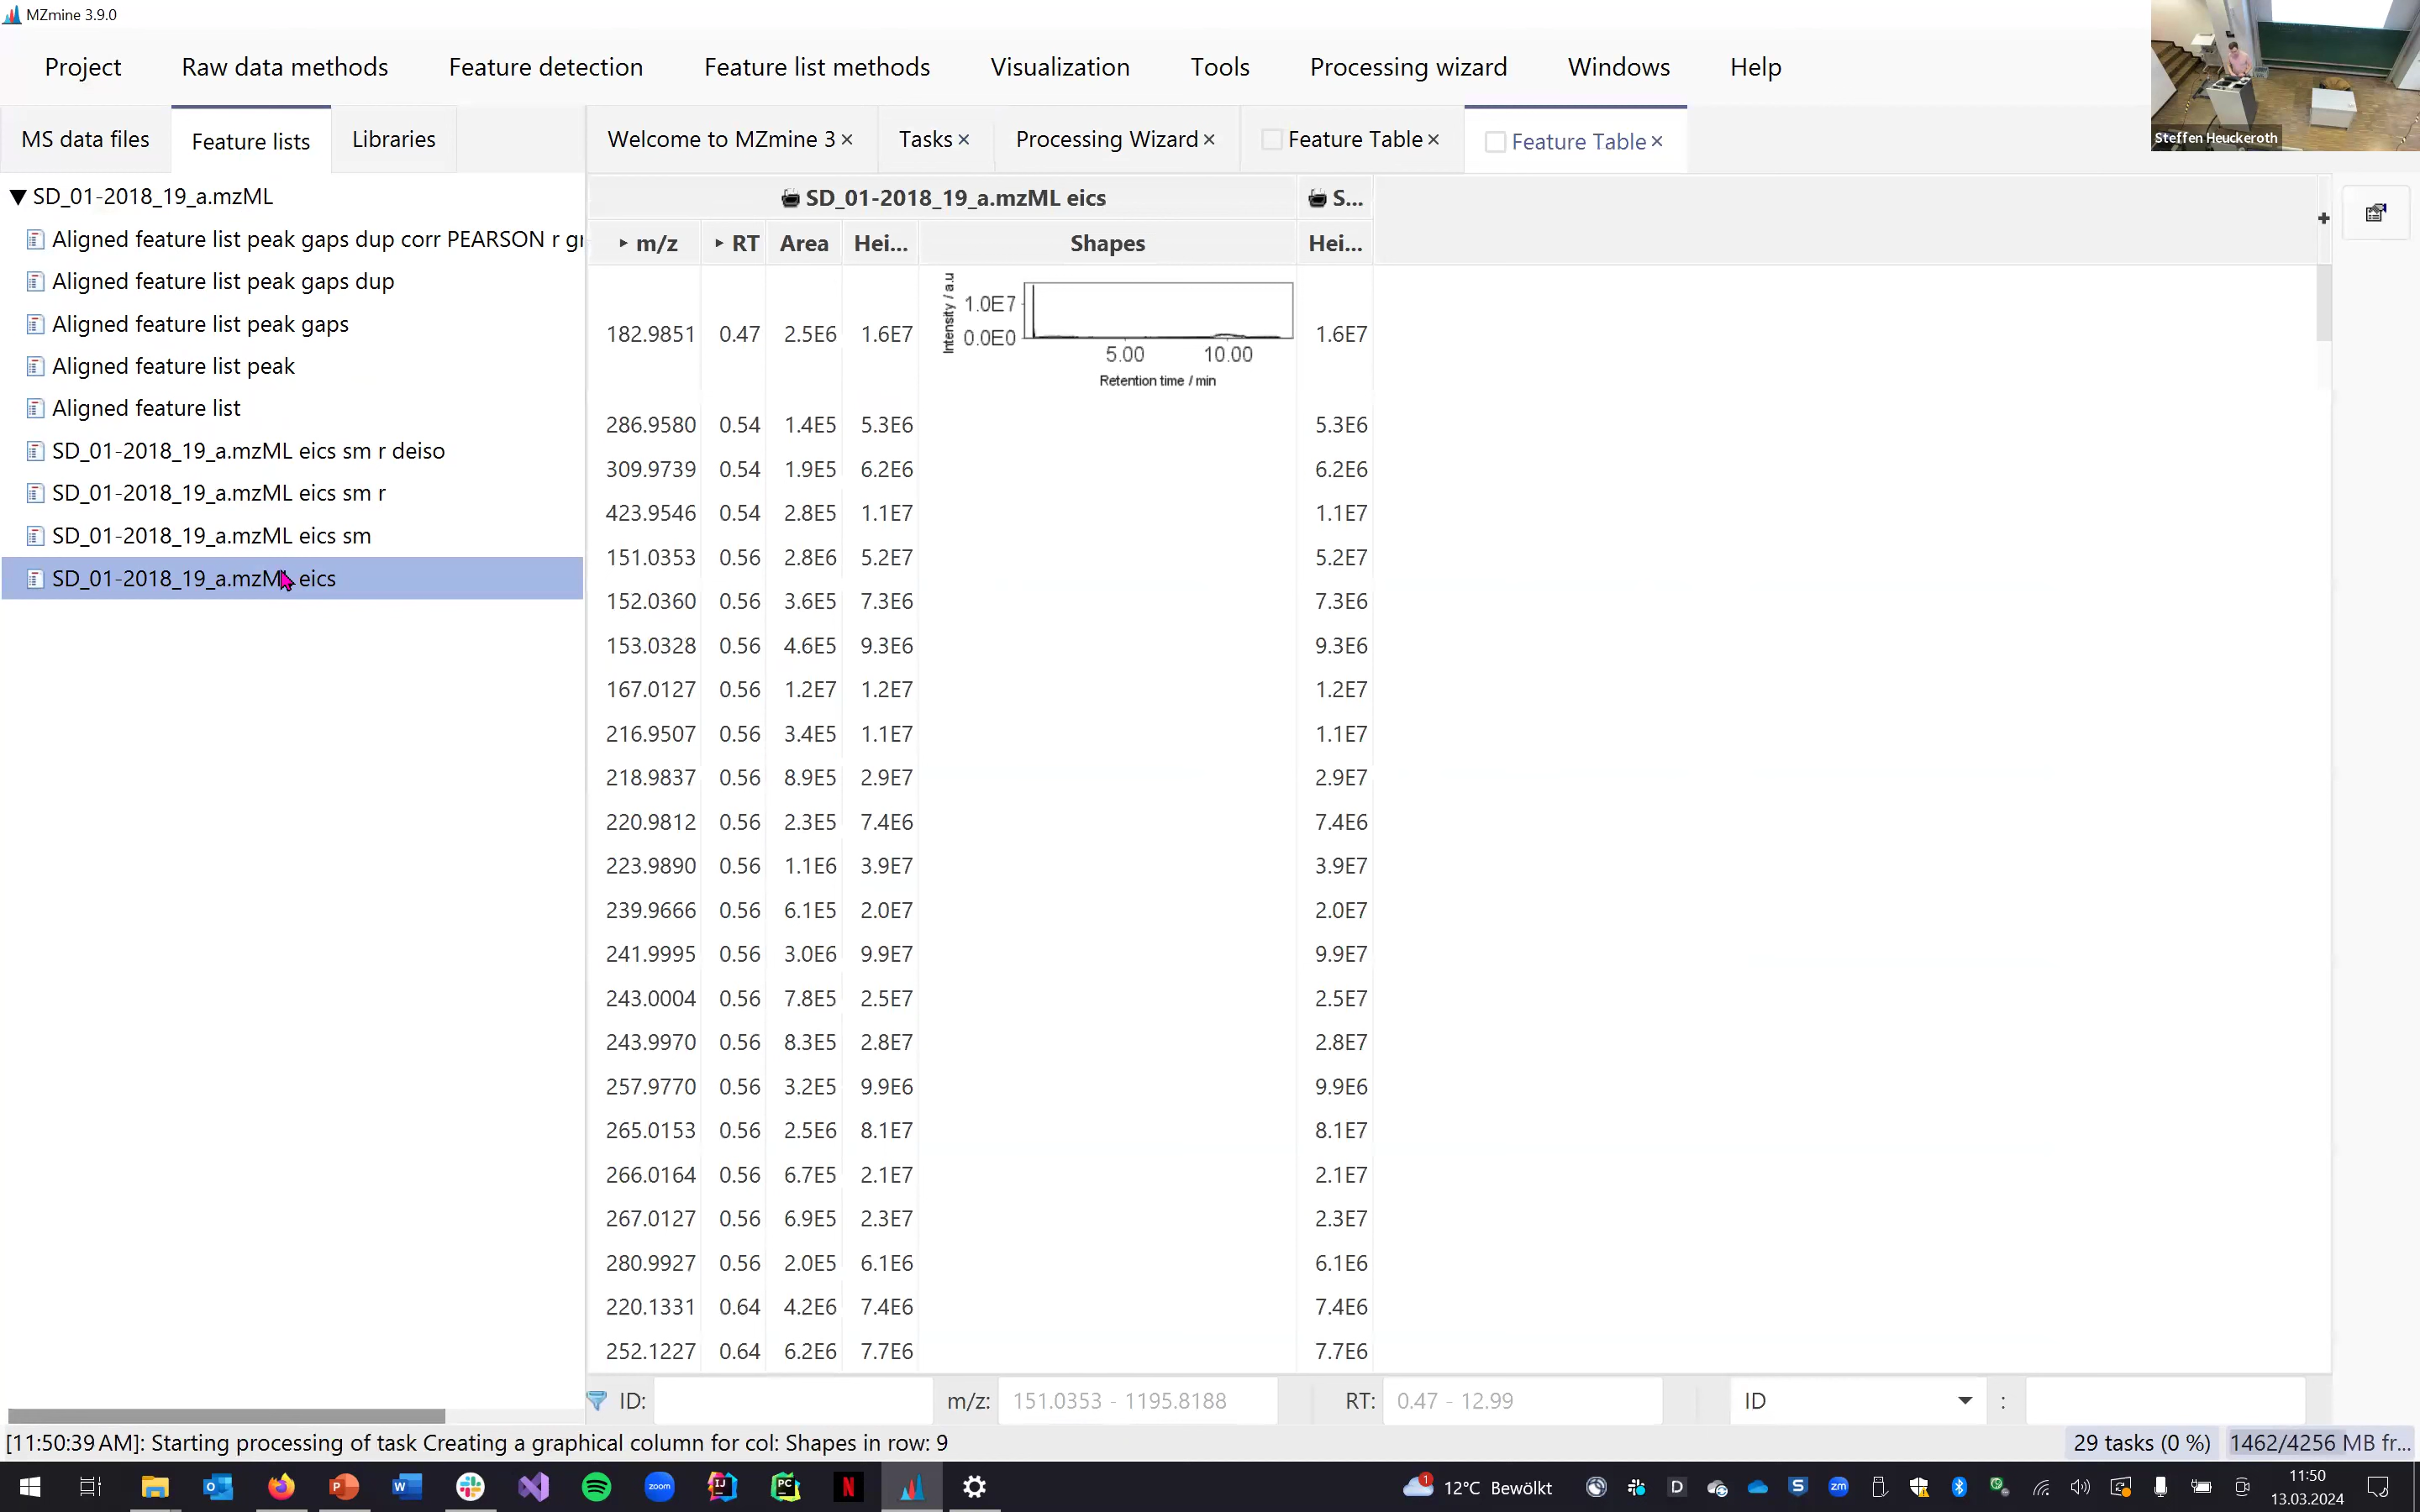 MZmine 3.9.0
Project Raw data methods Feature detection Feature list methods Visualization Tools Processing wizard Windows Help
Steffen Heuckeroth
MS data files Feature lists Libraries
Welcome to MZmine 3 × Tasks × Processing Wizard × Feature Table × Feature Table ×
SD_01-2018_19_a.mzML
Aligned feature list peak gaps dup corr PEARSON r gr
Aligned feature list peak gaps dup
Aligned feature list peak gaps
Aligned feature list peak
Aligned feature list
SD_01-2018_19_a.mzML eics sm r deiso
SD_01-2018_19_a.mzML eics sm r
SD_01-2018_19_a.mzML eics sm
SD_01-2018_19_a.mzML eics
SD_01-2018_19_a.mzML eics S...
m/z RT Area Hei... Shapes Hei...
Intensity / a.u
1.0E7
0.0E0
5.00 10.00
Retention time / min
182.9851 0.47 2.5E6 1.6E7 1.6E7
286.9580 0.54 1.4E5 5.3E6 5.3E6
309.9739 0.54 1.9E5 6.2E6 6.2E6
423.9546 0.54 2.8E5 1.1E7 1.1E7
151.0353 0.56 2.8E6 5.2E7 5.2E7
152.0360 0.56 3.6E5 7.3E6 7.3E6
153.0328 0.56 4.6E5 9.3E6 9.3E6
167.0127 0.56 1.2E7 1.2E7 1.2E7
216.9507 0.56 3.4E5 1.1E7 1.1E7
218.9837 0.56 8.9E5 2.9E7 2.9E7
220.9812 0.56 2.3E5 7.4E6 7.4E6
223.9890 0.56 1.1E6 3.9E7 3.9E7
239.9666 0.56 6.1E5 2.0E7 2.0E7
241.9995 0.56 3.0E6 9.9E7 9.9E7
243.0004 0.56 7.8E5 2.5E7 2.5E7
243.9970 0.56 8.3E5 2.8E7 2.8E7
257.9770 0.56 3.2E5 9.9E6 9.9E6
265.0153 0.56 2.5E6 8.1E7 8.1E7
266.0164 0.56 6.7E5 2.1E7 2.1E7
267.0127 0.56 6.9E5 2.3E7 2.3E7
280.9927 0.56 2.0E5 6.1E6 6.1E6
220.1331 0.64 4.2E6 7.4E6 7.4E6
252.1227 0.64 6.2E6 7.7E6 7.7E6
ID: m/z: 151.0353 - 1195.8188 RT: 0.47 - 12.99 ID :
[11:50:39 AM]: Starting processing of task Creating a graphical column for col: Shapes in row: 9 29 tasks (0 %) 1462/4256 MB fr...
12°C Bewölkt
11:50
13.03.2024